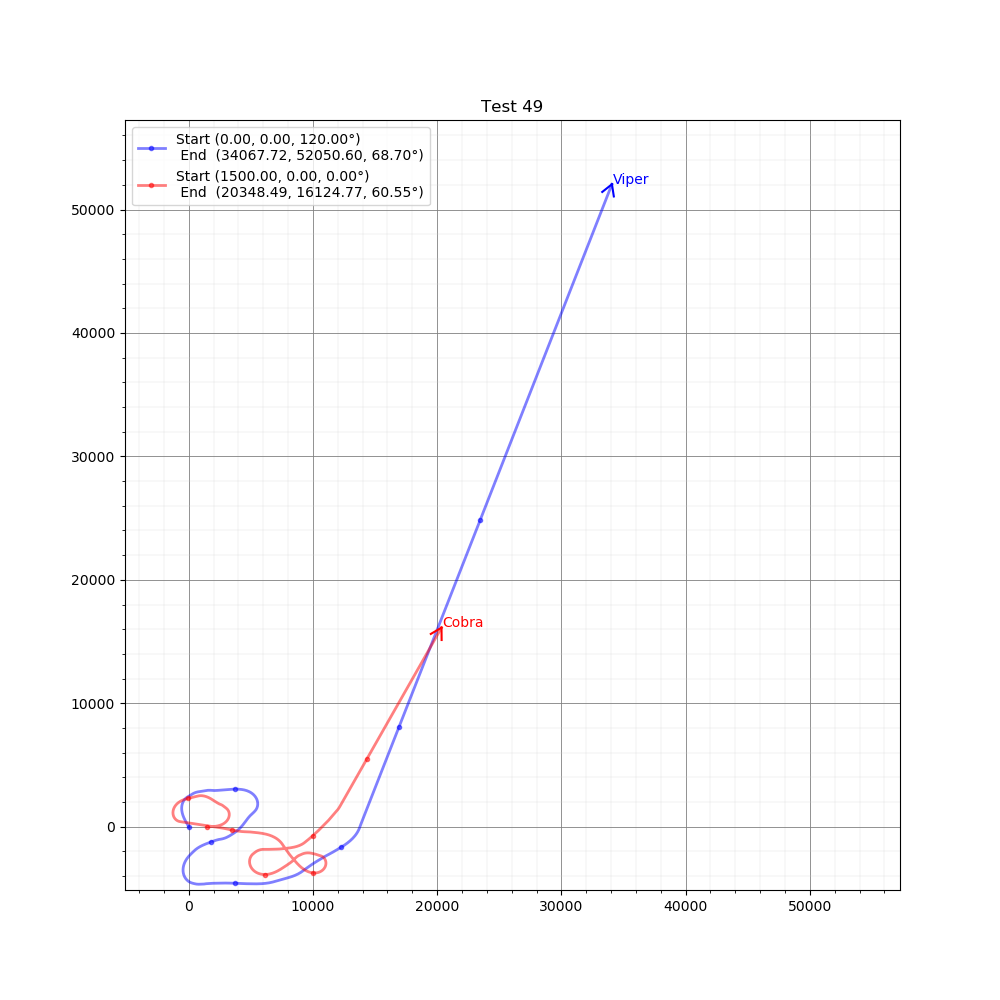 Test 49
Start (0.00, 0.00, 120.00°)
End  (34067.72, 52050.60, 68.70°)
Start (1500.00, 0.00, 0.00°)
End  (20348.49, 16124.77, 60.55°)
Viper
50000
40000
30000
20000
Cobra
10000
0
0
10000
20000
30000
40000
50000